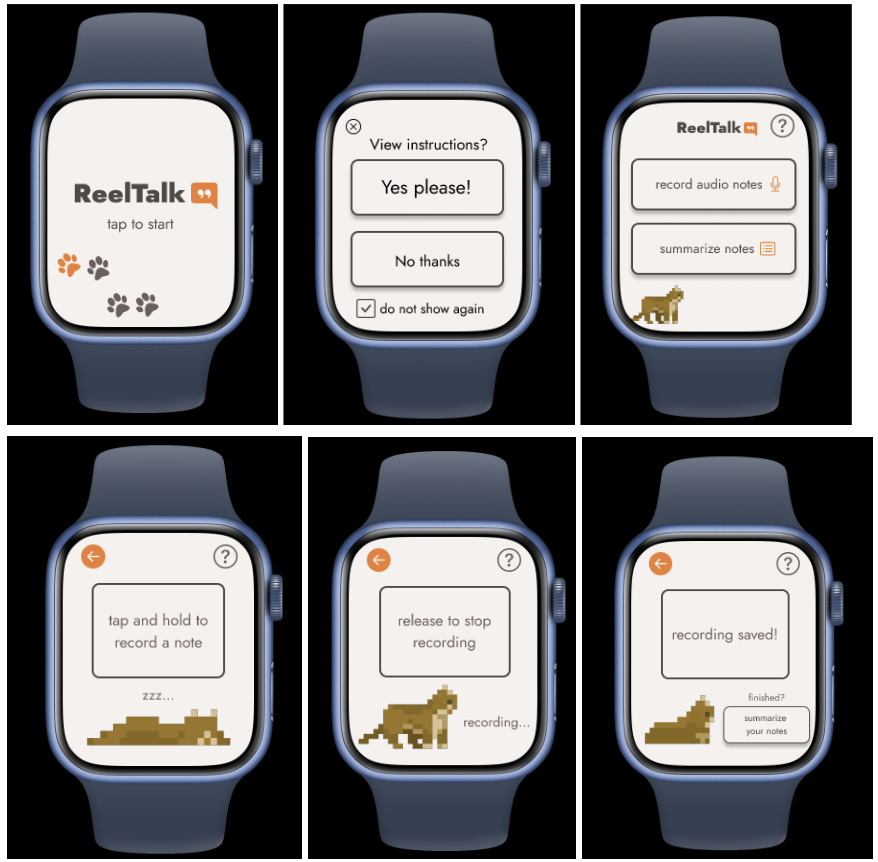 ReelTalk
tap to start
View instructions?
Yes please!
No thanks
do not show again
ReelTalk ?
record audio notes
summarize notes
?
tap and hold to
record a note
zzz...
?
release to stop
recording
recording...
?
recording saved!
finished?
summarize
your notes